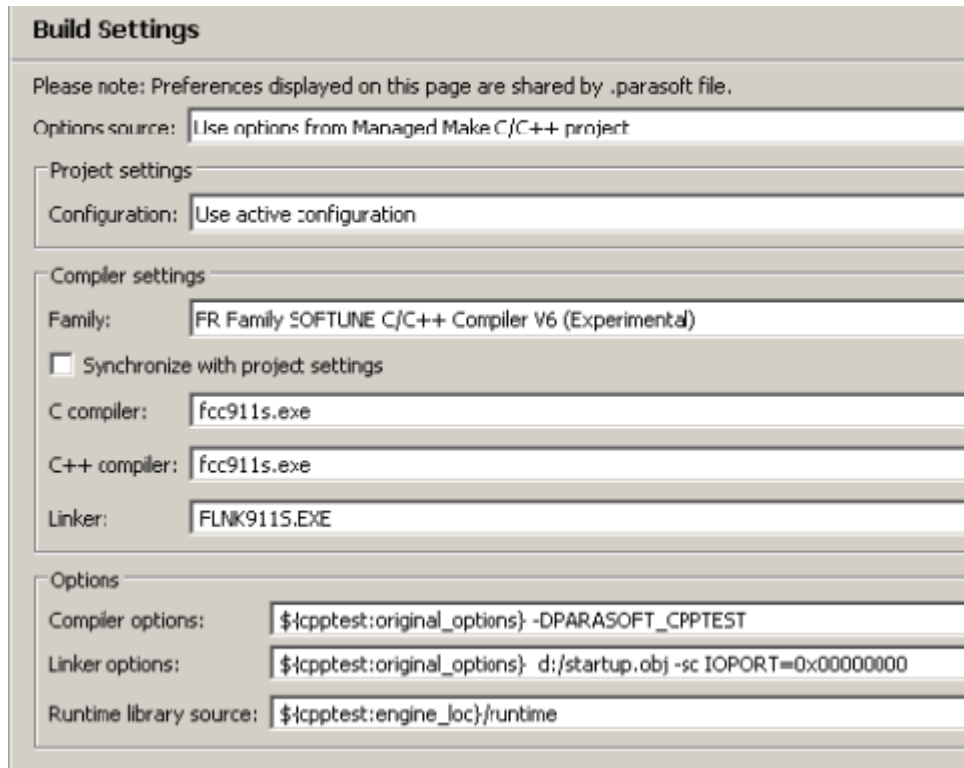 Build Settings
Please note: Preferences displayed on this page are shared by .parasoft file.
Options source: Use options from Managed Make C/C++ project
Project settings
Configuration: Use active configuration
Compiler settings
Family: FR Family SOFTUNE C/C++ Compiler V6 (Experimental)
Synchronize with project settings
C compiler: fcc911s.exe
C++ compiler: fcc911s.exe
Linker: FLNK911S.EXE
Options
Compiler options: ${cpptest:original_options} -DPARASOFT_CPPTEST
Linker options: ${cpptest:original_options} d:/startup.obj -sc IOPORT=0x00000000
Runtime library source: ${cpptest:engine_loc}/runtime